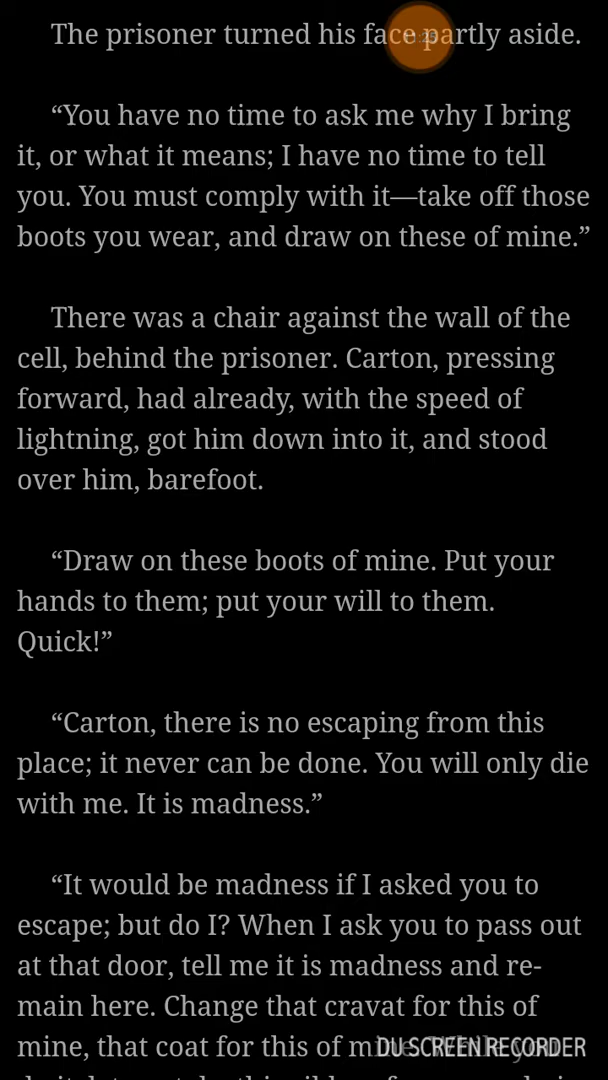 The prisoner turned his face partly aside.
“You have no time to ask me why I bring
it, or what it means; I have no time to tell
you. You must comply with it—take off those
boots you wear, and draw on these of mine.”
There was a chair against the wall of the
cell, behind the prisoner. Carton, pressing
forward, had already, with the speed of
lightning, got him down into it, and stood
over him, barefoot.
“Draw on these boots of mine. Put your
hands to them; put your will to them.
Quick!”
“Carton, there is no escaping from this
place; it never can be done. You will only die
with me. It is madness.”
“It would be madness if I asked you to
escape; but do I? When I ask you to pass out
at that door, tell me it is madness and re-
main here. Change that cravat for this of
mine, that coat for this of
DU SCREEN RECORDER